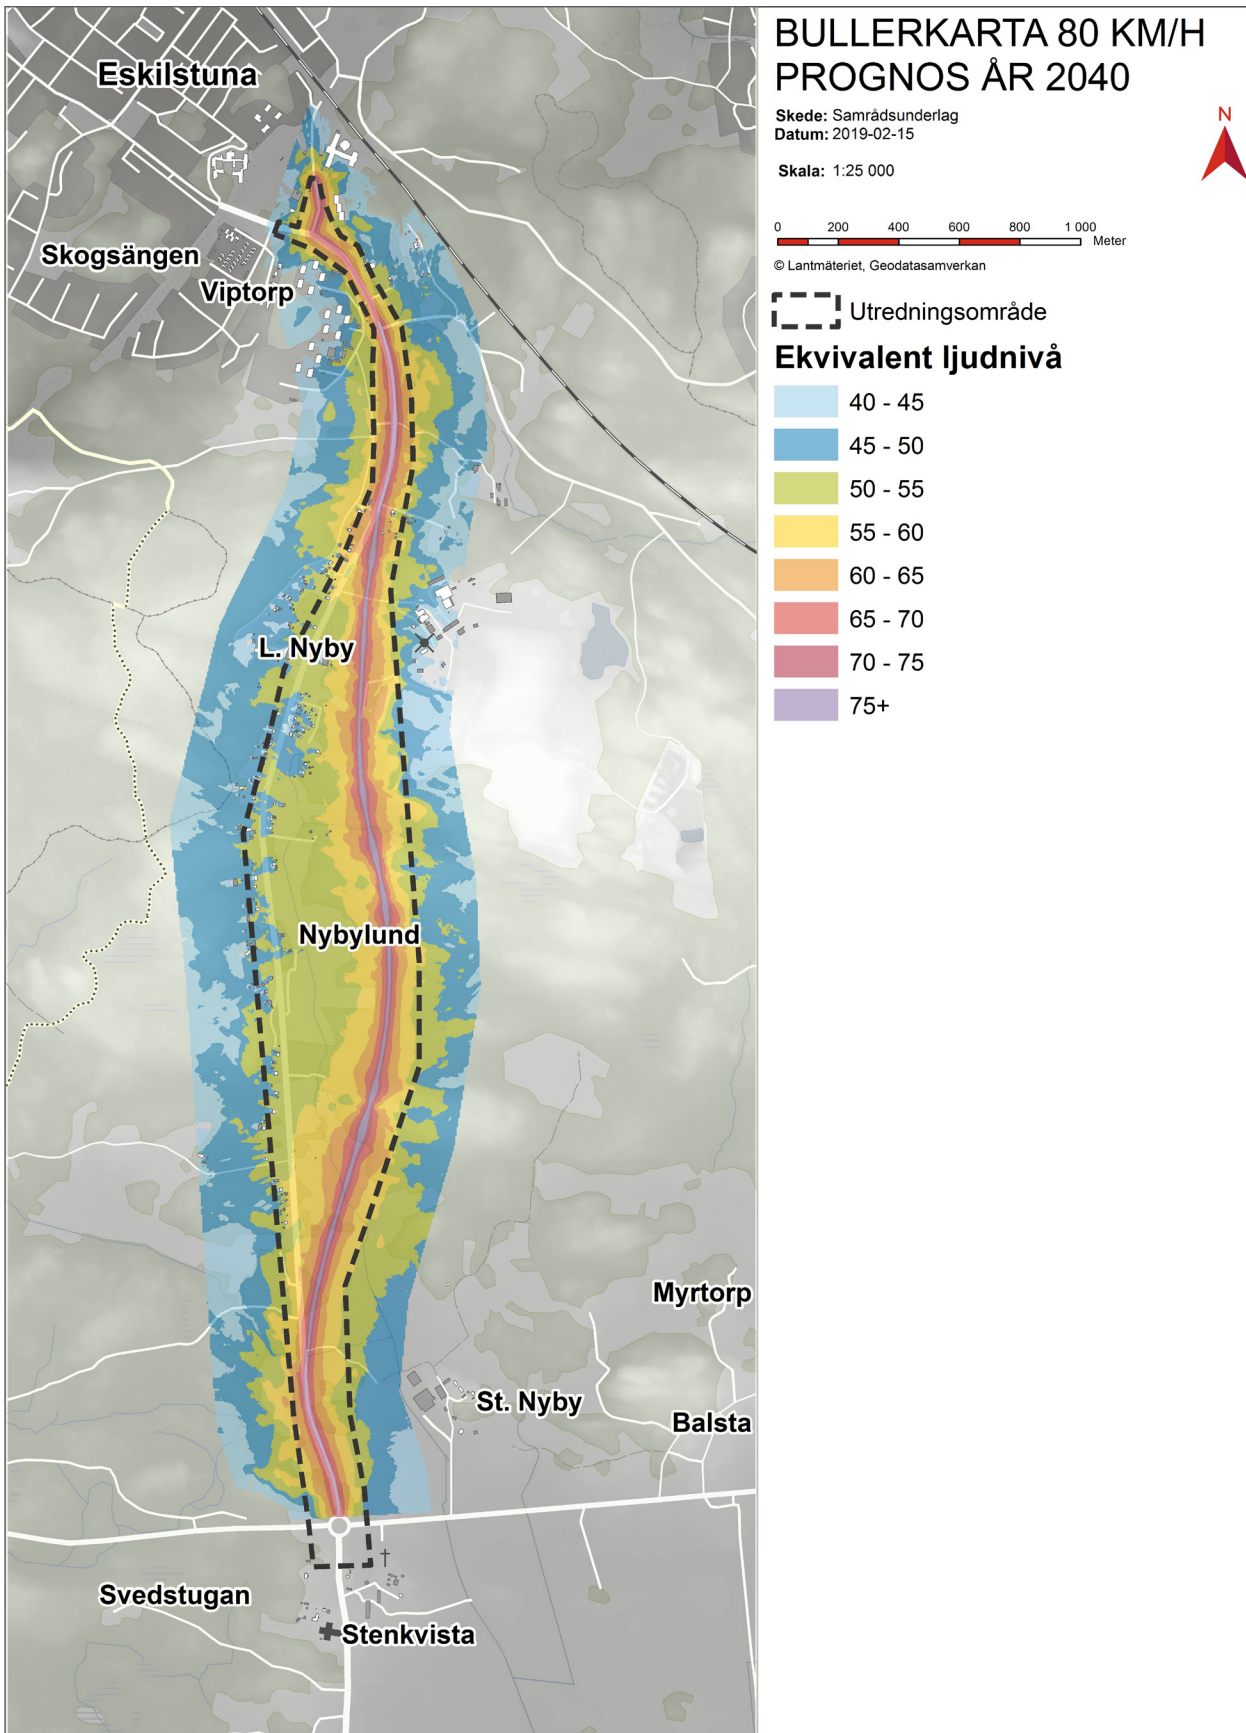 BULLERKARTA 80 KM/H
PROGNOS ÅR 2040
Skede: Samrådsunderlag
Datum: 2019-02-15
Skala: 1:25 000
N
0 200 400 600 800 1 000
Meter
© Lantmäteriet, Geodatasamverkan
Utredningsområde
Ekvivalent ljudnivå
40 - 45
45 - 50
50 - 55
55 - 60
60 - 65
65 - 70
70 - 75
75+
Eskilstuna
Skogsängen
Viptorp
L. Nyby
Nybylund
Myrtorp
St. Nyby
Balsta
Svedstugan
Stenkvista